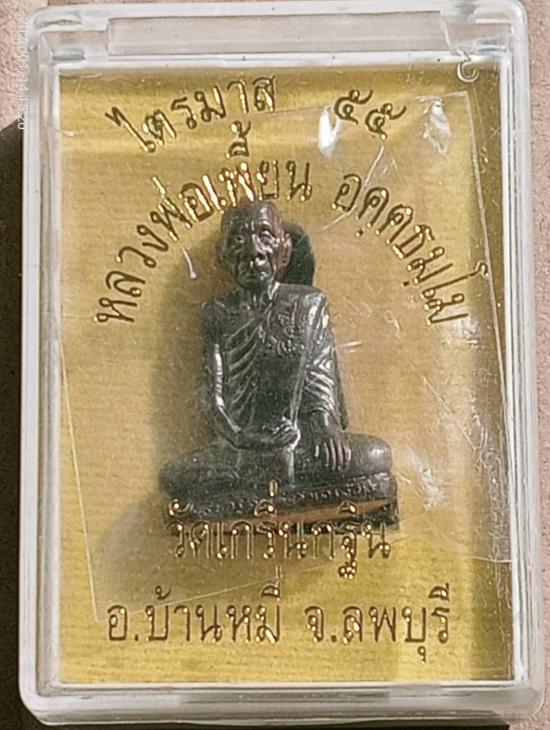 ไตรมาส ๕๕
หลวงพ่อเพี้ยน อคฺคธมฺโม
วัดเกริ่นกฐิน
อ.บ้านหมี่ จ.ลพบุรี